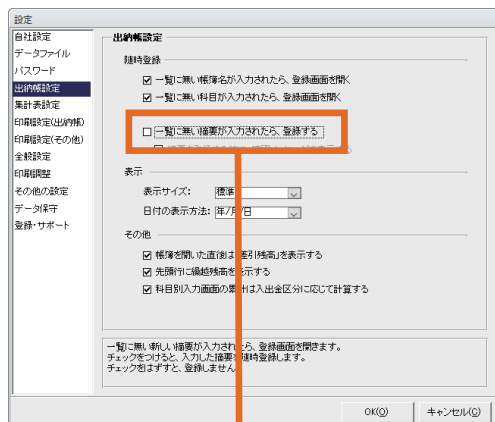 設定
自社設定
データファイル
パスワード
出納帳設定
集計表設定
印刷設定(出納帳)
印刷設定(その他)
全般設定
印刷調整
その他の設定
データ保守
登録・サポート
出納帳設定
随時登録
一覧に無い帳簿名が入力されたら、登録画面を開く
一覧に無い科目が入力されたら、登録画面を開く
一覧に無い摘要が入力されたら、登録する
表示
表示サイズ: 標準
日付の表示方法: 年/月/日
その他
帳簿を開いた直後は「差引残高」を表示する
先頭行に繰越残高を表示する
科目別入力画面の累計は入出金区分に応じて計算する
一覧に無い新しい摘要が入力されたら、登録画面を開きます。
チェックをつけると、入力した摘要を随時登録します。
チェックをはずすと、登録しません。
OK(O) キャンセル(C)